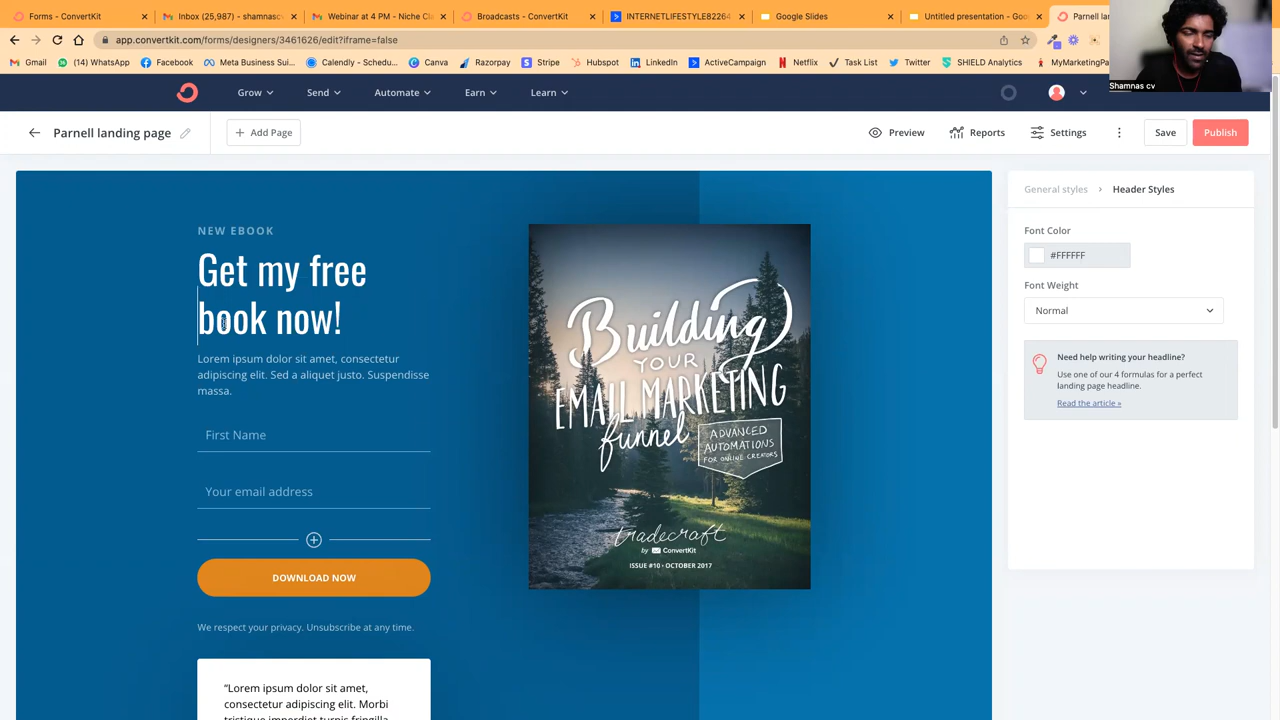 Forms - ConvertKit
Inbox (25,987) - shamnasc
Webinar at 4 PM - Niche Cl
Broadcasts - ConvertKit
INTERNETLIFESTYLE82264
Google Slides
Untitled presentation - Goo
Parnell lan
app.convertkit.com/forms/designers/3461626/edit?iframe=false
Gmail
(14) WhatsApp
Facebook
Meta Business Sui...
Calendly - Schedu...
Canva
Razorpay
Stripe
Hubspot
LinkedIn
ActiveCampaign
Netflix
Task List
Twitter
SHIELD Analytics
MyMarketingPa
Shamnas cv
Grow
Send
Automate
Earn
Learn
Parnell landing page
+ Add Page
Preview
Reports
Settings
Save
Publish
NEW EBOOK
Get my free
book now!
Lorem ipsum dolor sit amet, consectetur
adipiscing elit. Sed a aliquet justo. Suspendisse
massa.
First Name
Your email address
DOWNLOAD NOW
We respect your privacy. Unsubscribe at any time.
“Lorem ipsum dolor sit amet,
consectetur adipiscing elit. Morbi
tristique imperdiet turpis fringilla
Building
YOUR
EMAIL MARKETING
funnel
ADVANCED
AUTOMATIONS
FOR ONLINE CREATORS
tradecraft
by ConvertKit
ISSUE #10 • OCTOBER 2017
General styles > Header Styles
Font Color
#FFFFFF
Font Weight
Normal
Need help writing your headline?
Use one of our 4 formulas for a perfect
landing page headline.
Read the article »